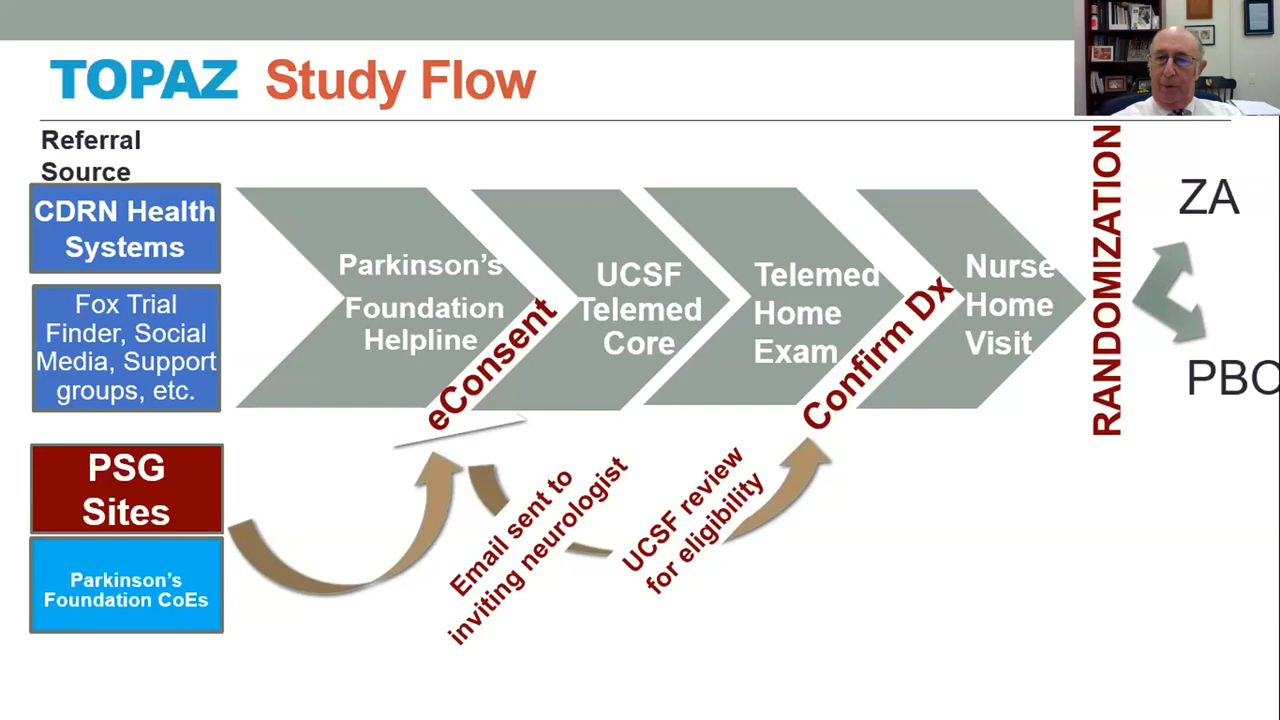 TOPAZ Study Flow
Referral
Source
CDRN Health
Systems
Fox Trial
Finder, Social
Media, Support
groups, etc.
PSG
Sites
Parkinson's
Foundation CoEs
Parkinson's
Foundation
Helpline
eConsent
UCSF
Telemed
Core
Telemed
Home
Exam
Confirm Dx
Nurse
Home
Visit
RANDOMIZATION
ZA
PBO
Email sent to
inviting neurologist
UCSF review
for eligibility